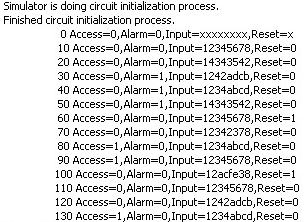 Simulator is doing circuit initialization process.
Finished circuit initialization process.
0 Access=0,Alarm=0,Input=xxxxxxxx,Reset=x
10 Access=0,Alarm=0,Input=12345678,Reset=0
20 Access=0,Alarm=0,Input=14343542,Reset=0
30 Access=0,Alarm=1,Input=1242adcb,Reset=0
40 Access=0,Alarm=1,Input=1234abcd,Reset=0
50 Access=0,Alarm=1,Input=14343542,Reset=0
60 Access=0,Alarm=0,Input=12345678,Reset=1
70 Access=0,Alarm=0,Input=12342378,Reset=0
80 Access=1,Alarm=0,Input=1234abcd,Reset=0
90 Access=1,Alarm=0,Input=12345678,Reset=0
100 Access=0,Alarm=0,Input=12acfe38,Reset=1
110 Access=0,Alarm=0,Input=12345678,Reset=0
120 Access=0,Alarm=0,Input=1242adcb,Reset=0
130 Access=1,Alarm=0,Input=1234abcd,Reset=0